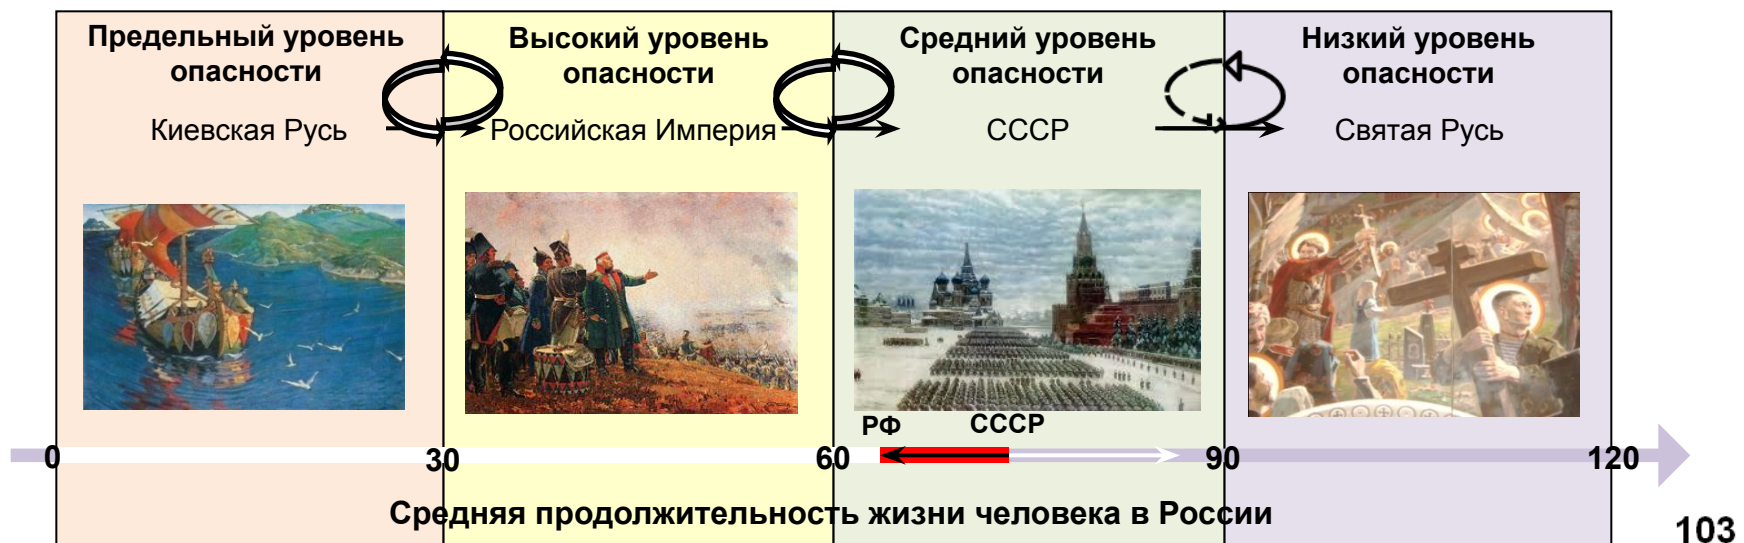 Предельный уровень
опасности
Высокий уровень
опасности
Средний уровень
опасности
Низкий уровень
опасности
Киевская Русь
Российская Империя
СССР
Святая Русь
РФ
СССР
0
30
60
90
120
Средняя продолжительность жизни человека в России
103